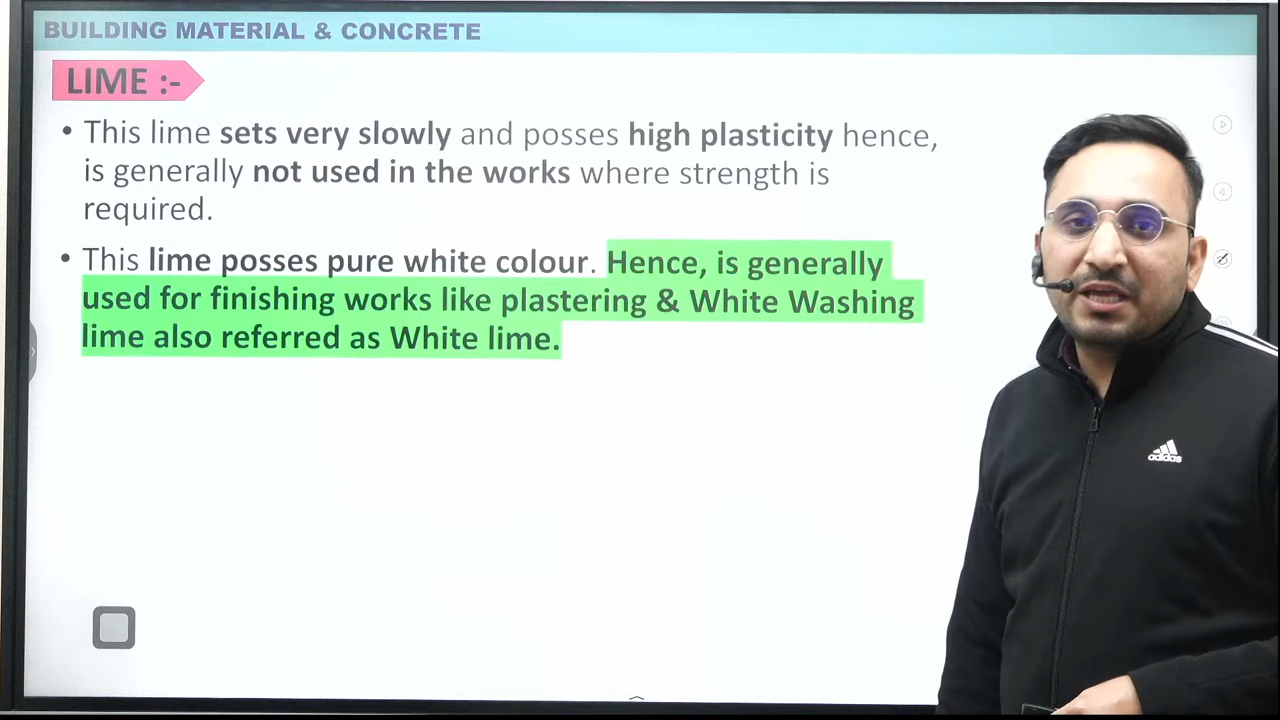 BUILDING MATERIAL & CONCRETE
LIME :-
• This lime sets very slowly and posses high plasticity hence,
is generally not used in the works where strength is
required.
• This lime posses pure white colour. Hence, is generally
used for finishing works like plastering & White Washing
lime also referred as White lime.
adidas